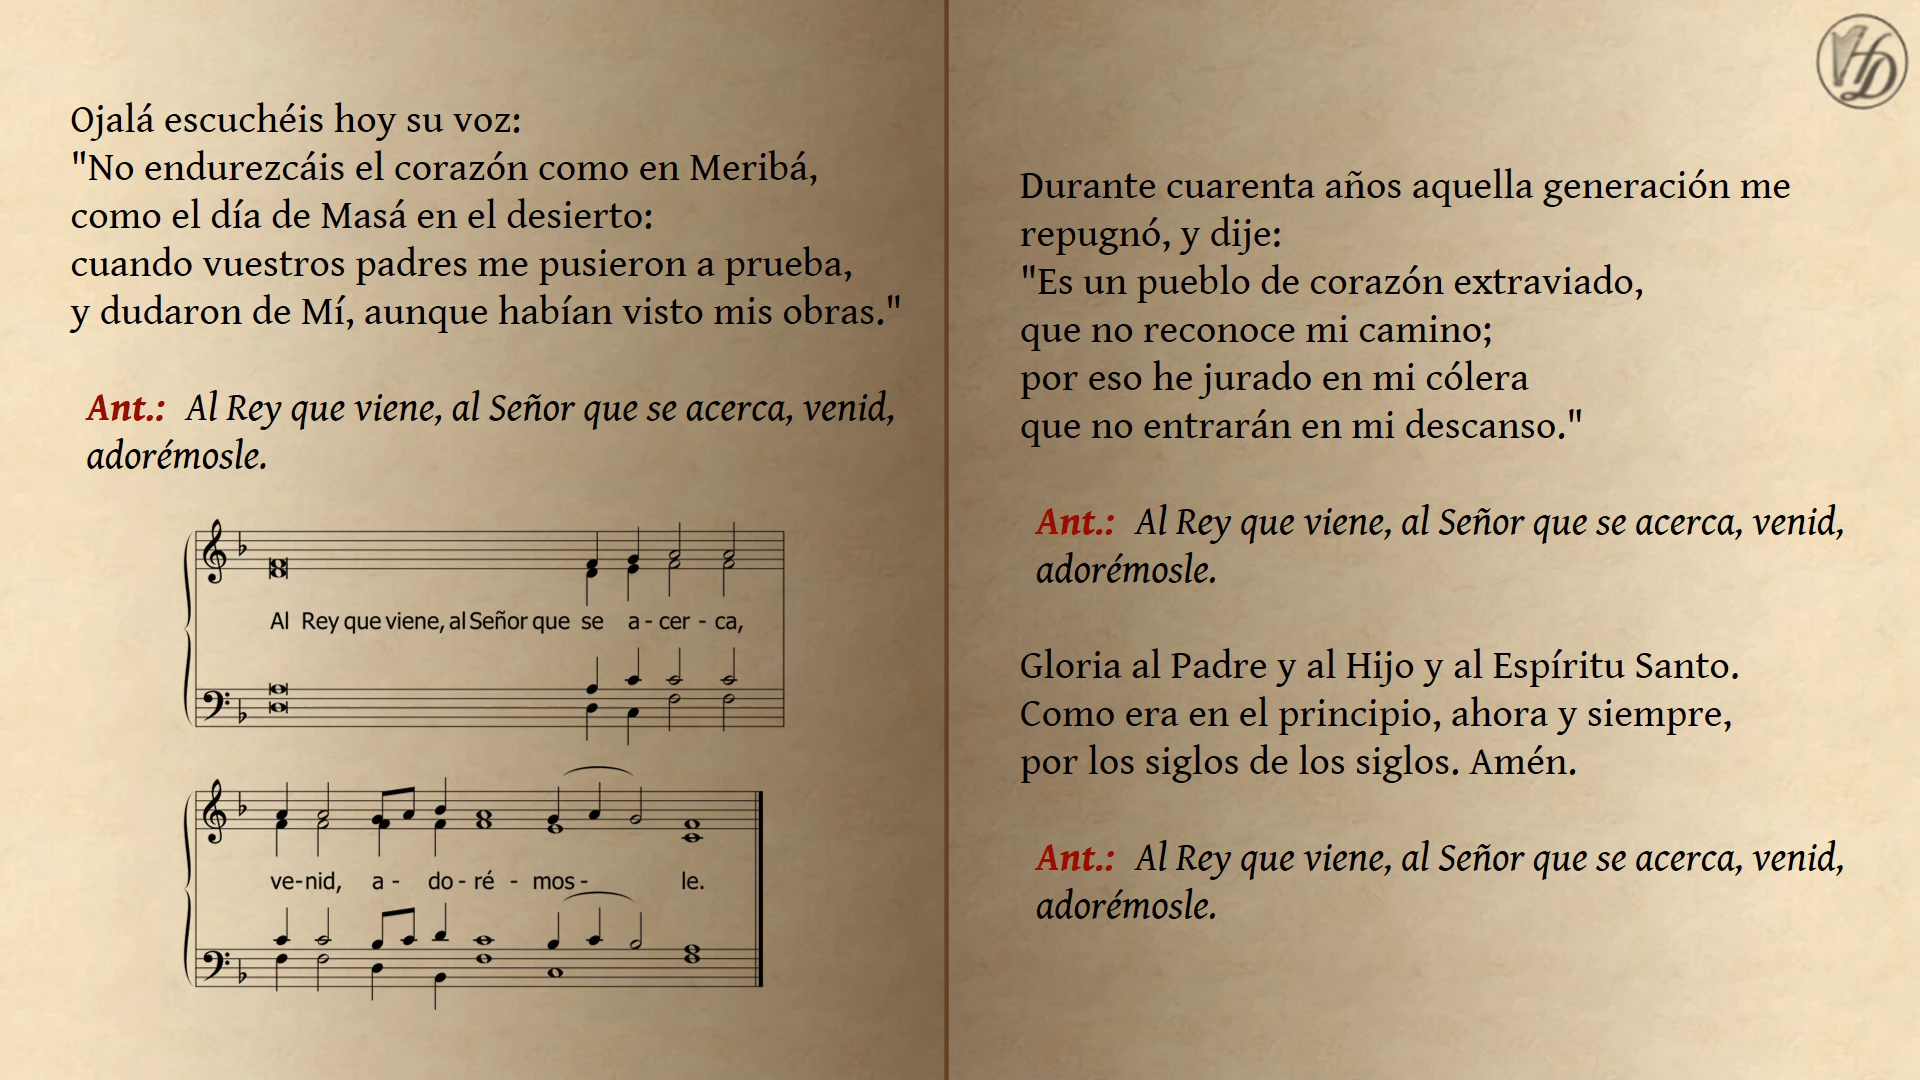 Ojalá escuchéis hoy su voz:
"No endurezcáis el corazón como en Meribá,
como el día de Masá en el desierto:
cuando vuestros padres me pusieron a prueba,
y dudaron de Mí, aunque habían visto mis obras."
Ant.: Al Rey que viene, al Señor que se acerca, venid,
adorémosle.
Al Rey que viene, al Señor que se a - cer - ca,
ve-nid, a - do - ré - mos - le.
HD
Durante cuarenta años aquella generación me
repugnó, y dije:
"Es un pueblo de corazón extraviado,
que no reconoce mi camino;
por eso he jurado en mi cólera
que no entrarán en mi descanso."
Ant.: Al Rey que viene, al Señor que se acerca, venid,
adorémosle.
Gloria al Padre y al Hijo y al Espíritu Santo.
Como era en el principio, ahora y siempre,
por los siglos de los siglos. Amén.
Ant.: Al Rey que viene, al Señor que se acerca, venid,
adorémosle.